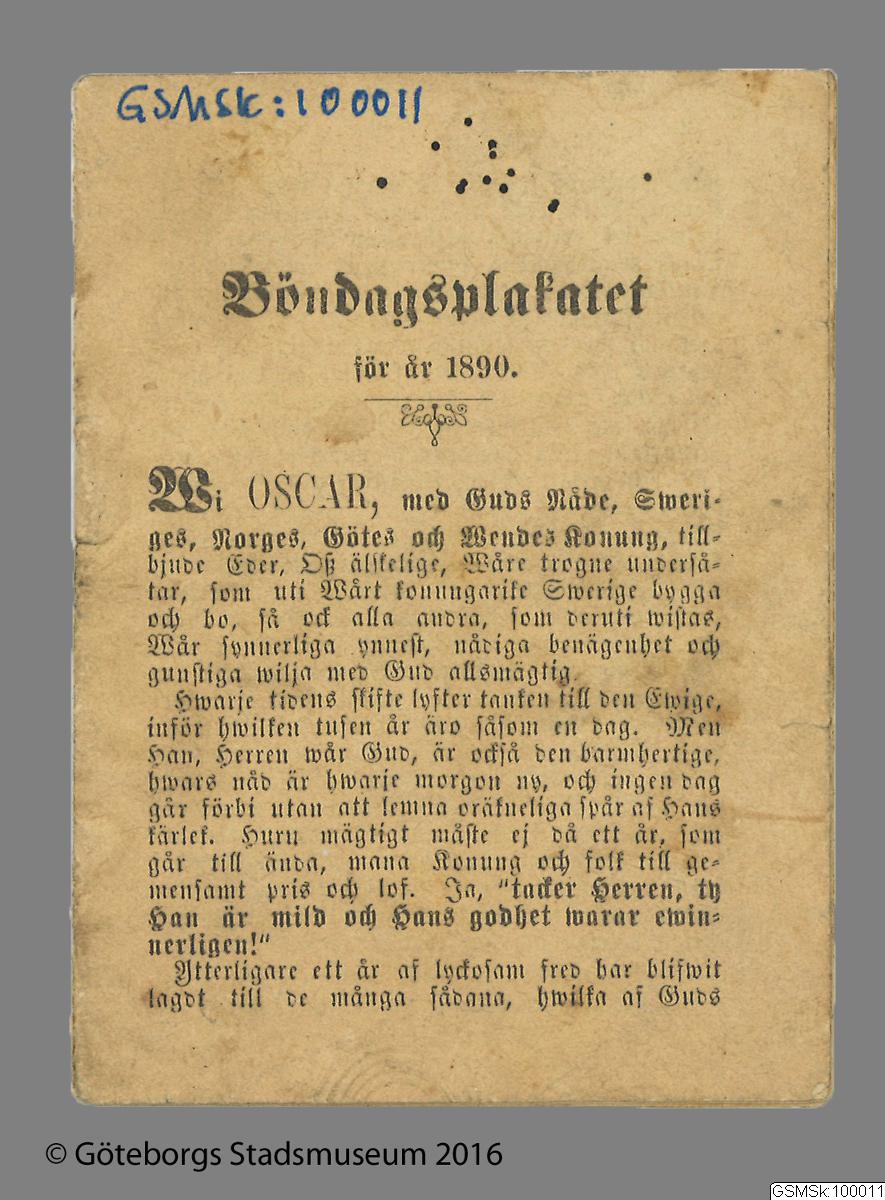 GSMSK:100011
Böndagsplakatet
för år 1890.
Wi OSCAR, med Guds Nåde, Sweri-
ges, Norges, Götes och Wendes Konung, till-
bjude Eder, Oß älskelige, Wåre trogne underså-
tar, som uti Wårt konungarike Swerige bygga
och bo, så ock alla andra, som deruti wistas,
Wår synnerliga ynnest, nådiga benägenhet och
gunstiga wilja med Gud allsmägtig.
Hwarje tidens skifte lyfter tanken till den Ewige,
inför hwilken tusen år äro såsom en dag. Men
Han, Herren wår Gud, är också den barmhertige,
hwars nåd är hwarje morgon ny, och ingen dag
går förbi utan att lemna oräkneliga spår af Hans
kärlek. Huru mägtigt måste ej då ett år, som
går till ända, mana Konung och folk till ge-
mensamt pris och lof. Ja, "tacker Herren, ty
Han är mild och Hans godhet warar ewin-
nerligen!"
Ytterligare ett år af lyckosam fred har blifwit
lagdt till de många sådana, hwilka af Guds
© Göteborgs Stadsmuseum 2016
GSMSk:100011